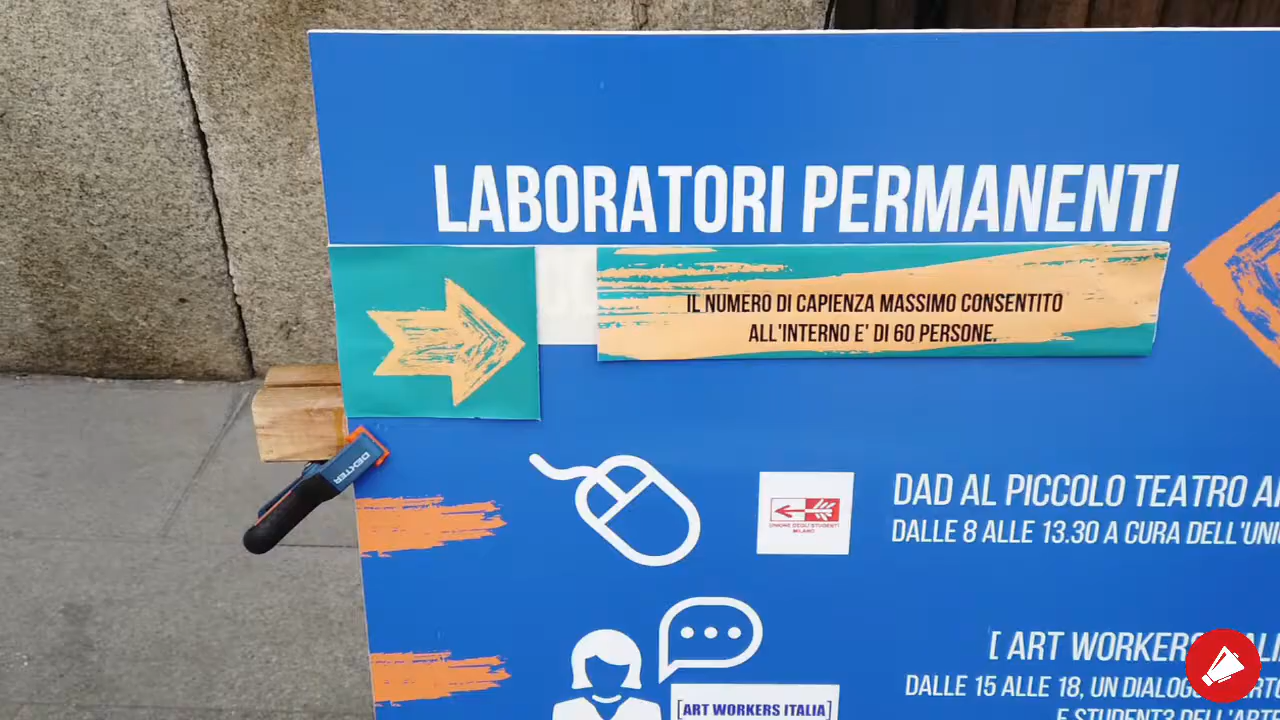 LABORATORI PERMANENTI
IL NUMERO DI CAPIENZA MASSIMO CONSENTITO
ALL'INTERNO E' DI 60 PERSONE.
DEXTER
UNIONE DEGLI STUDENTI
MILANO
DAD AL PICCOLO TEATRO
DALLE 8 ALLE 13.30 A CURA DELL'
[ ART WORKERS
DALLE 15 ALLE 18, UN
[ART WORKERS ITALIA]
E STUDENT3